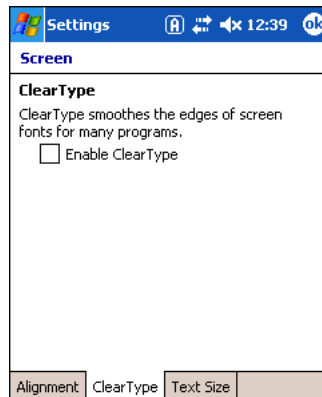 Settings A 12:39 ok
Screen
ClearType
ClearType smoothes the edges of screen
fonts for many programs.
Enable ClearType
Alignment ClearType Text Size